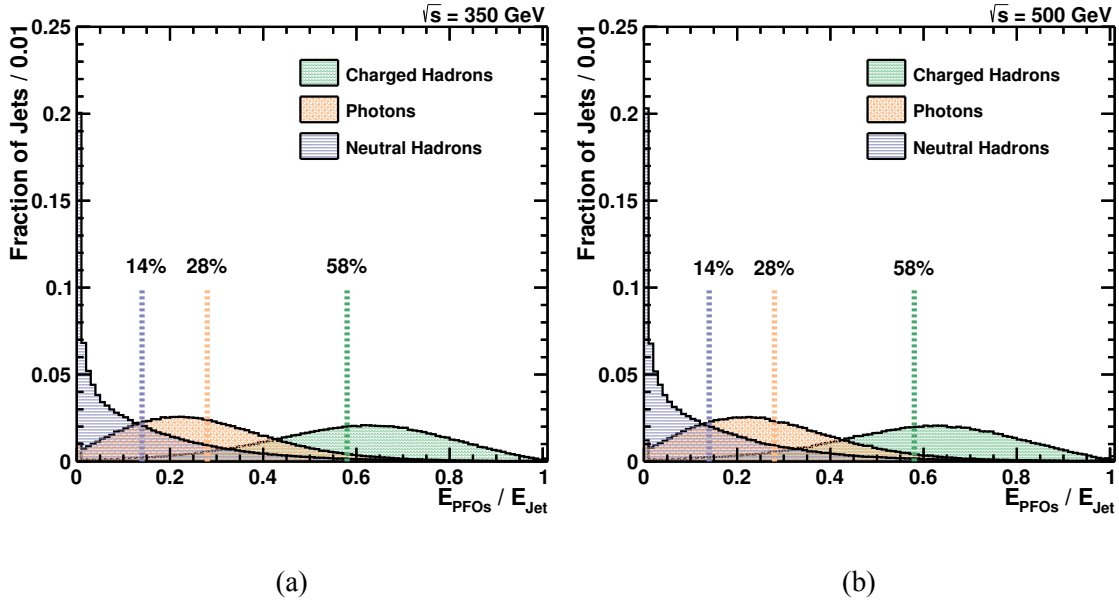 √s = 350 GeV
Fraction of Jets / 0.01
0.25
0.2
0.15
0.1
0.05
0
Charged Hadrons
Photons
Neutral Hadrons
14% 28% 58%
0 0.2 0.4 0.6 0.8 1
E_PFOs / E_Jet
(a)
√s = 500 GeV
Fraction of Jets / 0.01
0.25
0.2
0.15
0.1
0.05
0
Charged Hadrons
Photons
Neutral Hadrons
14% 28% 58%
0 0.2 0.4 0.6 0.8 1
E_PFOs / E_Jet
(b)